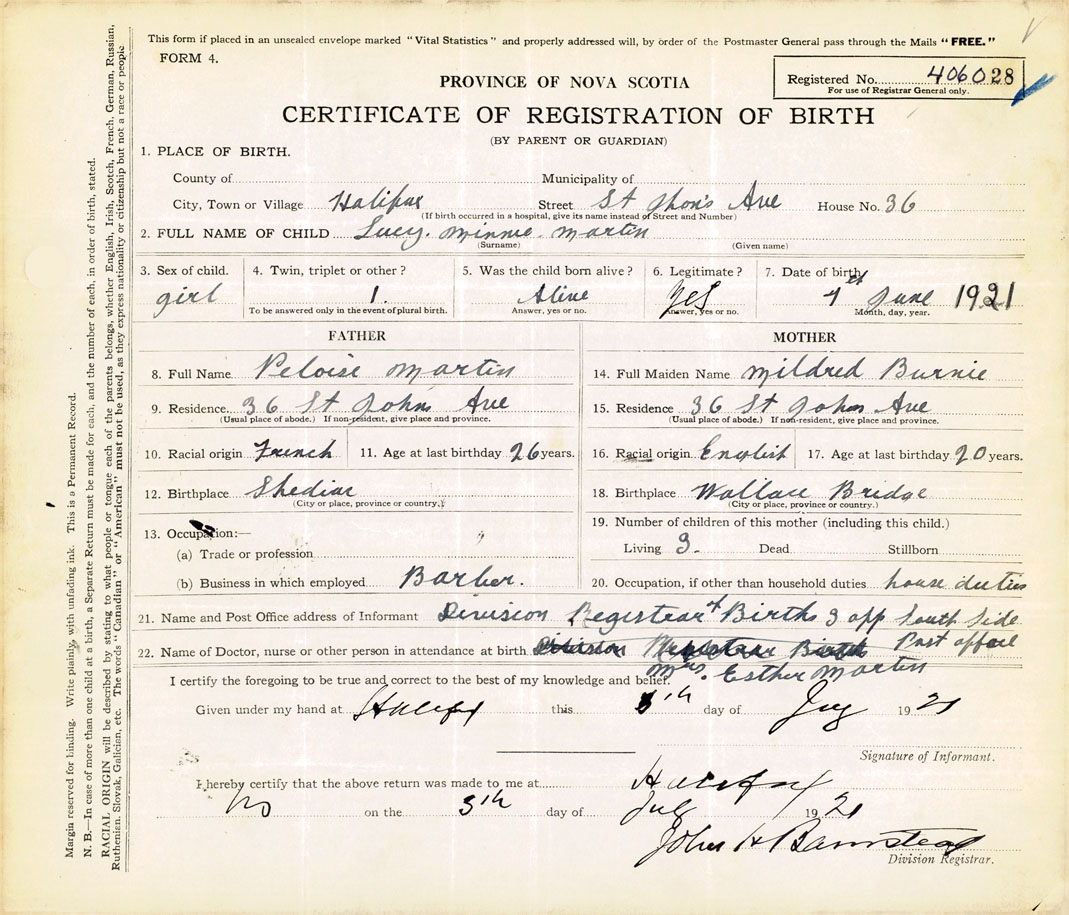 This form if placed in an unsealed envelope marked "Vital Statistics" and properly addressed will, by order of the Postmaster General pass through the Mails "FREE."
FORM 4.
Registered No. 406028
For use of Registrar General only.
PROVINCE OF NOVA SCOTIA
CERTIFICATE OF REGISTRATION OF BIRTH
(BY PARENT OR GUARDIAN)
1. PLACE OF BIRTH.
County of Municipality of
City, Town or Village Halifax Street St Jhon's Ave House No. 36
(If birth occurred in a hospital, give its name instead of Street and Number)
2. FULL NAME OF CHILD Lucy. Minnie. Martin
(Surname) (Given name)
3. Sex of child. 4. Twin, triplet or other? 5. Was the child born alive? 6. Legitimate? 7. Date of birth
girl 1. Alive yes 1st June 1921
To be answered only in the event of plural birth. Answer, yes or no. Answer, yes or no. Month, day, year.
FATHER MOTHER
8. Full Name Peloise Martin 14. Full Maiden Name Mildred Burnie
9. Residence 36 St Johns Ave 15. Residence 36 St Johns Ave
(Usual place of abode.) If non-resident, give place and province. (Usual place of abode.) If non-resident, give place and province.
10. Racial origin French 11. Age at last birthday 26 years. 16. Racial origin English 17. Age at last birthday 20 years.
12. Birthplace Shediac 18. Birthplace Wallace Bridge
(City or place, province or country.) (City or place, province or country.)
13. Occupation:— 19. Number of children of this mother (including this child.)
(a) Trade or profession Living 3. Dead Stillborn
(b) Business in which employed Barber. 20. Occupation, if other than household duties house duties
21. Name and Post Office address of Informant Division Registrar of Births 3 opp South Side
Post office
22. Name of Doctor, nurse or other person in attendance at birth Division Registrar Birth
Mrs. Esther Martin
I certify the foregoing to be true and correct to the best of my knowledge and belief.
Given under my hand at Halifax this 5th day of July 1921
Signature of Informant.
I hereby certify that the above return was made to me at Halifax
NS on the 5th day of July 1921
John H Barnstead
Division Registrar.
Margin reserved for binding. Write plainly, with unfading ink. This is a Permanent Record.
N. B.—In case of more than one child at a birth, a Separate Return must be made for each, and the number of each, in order of birth, stated.
RACIAL ORIGIN will be described by stating to what people or tongue each of the parents belongs, whether English, Irish, Scotch, French, German, Russian,
Ruthenian, Slovak, Galician, etc. The words "Canadian" or "American" must not be used, as they express nationality or citizenship but not a race or people